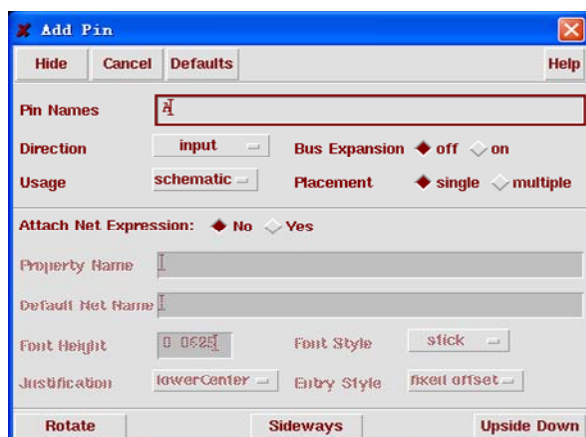 Add Pin
Hide Cancel Defaults Help
Pin Names A
Direction input Bus Expansion off on
Usage schematic Placement single multiple
Attach Net Expression: No Yes
Property Name
Default Net Name
Font Height 0.0625 Font Style stick
Justification lowerCenter Entry Style fixed offset
Rotate Sideways Upside Down